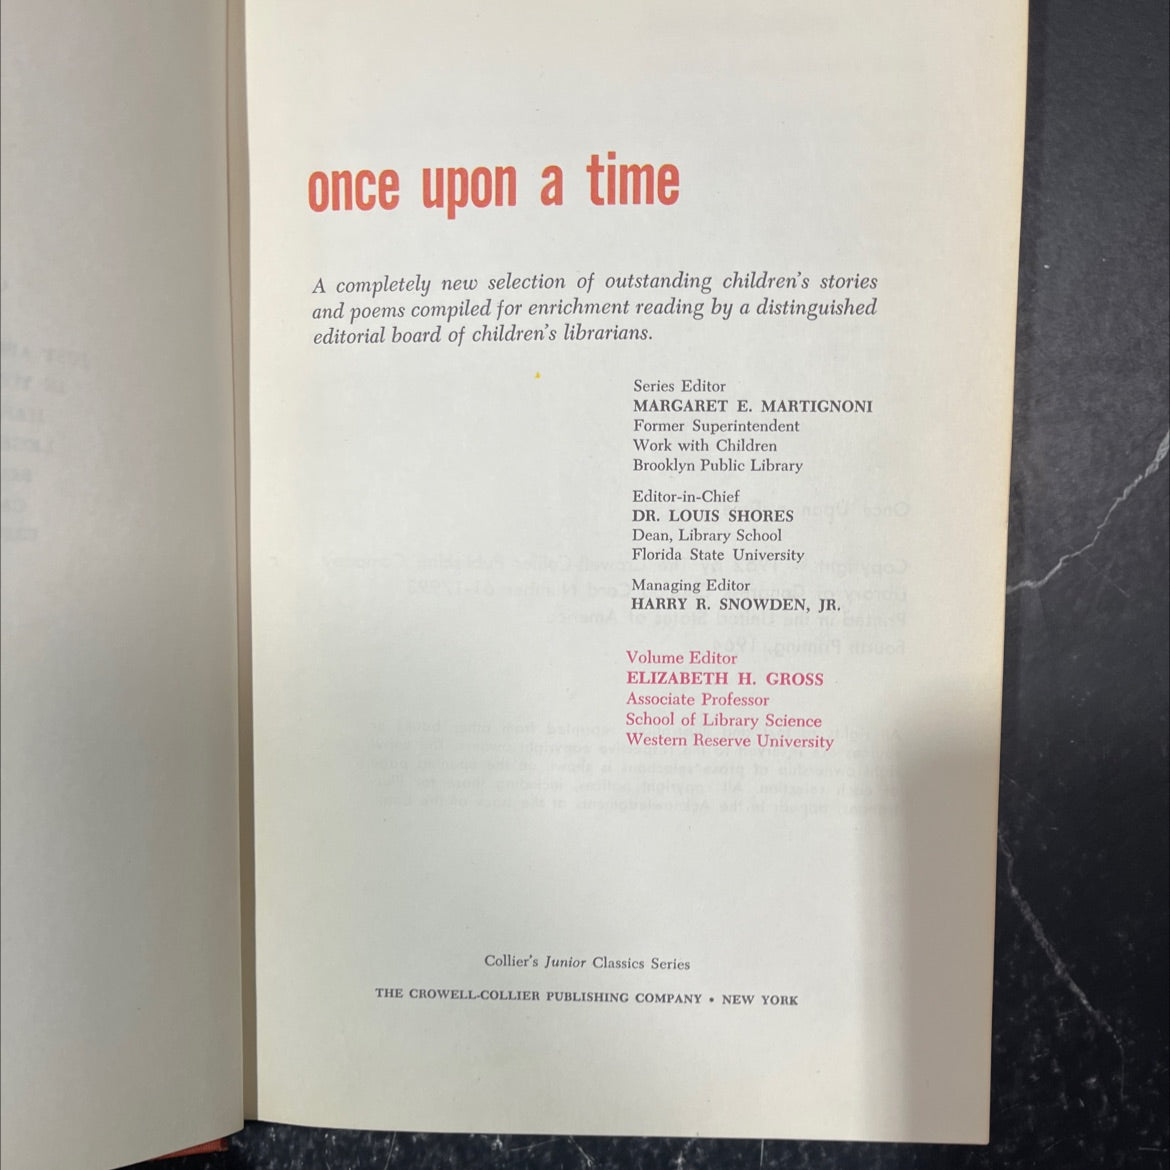 once upon a time
A completely new selection of outstanding children's stories
and poems compiled for enrichment reading by a distinguished
editorial board of children's librarians.
Series Editor
MARGARET E. MARTIGNONI
Former Superintendent
Work with Children
Brooklyn Public Library
Editor-in-Chief
DR. LOUIS SHORES
Dean, Library School
Florida State University
Managing Editor
HARRY R. SNOWDEN, JR.
Volume Editor
ELIZABETH H. GROSS
Associate Professor
School of Library Science
Western Reserve University
Collier's Junior Classics Series
THE CROWELL-COLLIER PUBLISHING COMPANY • NEW YORK